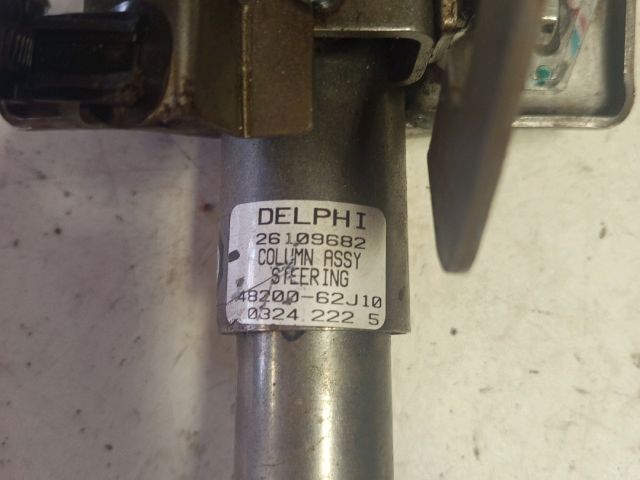 DELPHI
26109682
COLUMN ASSY
STEERING
48200-62J10
0324 222 5